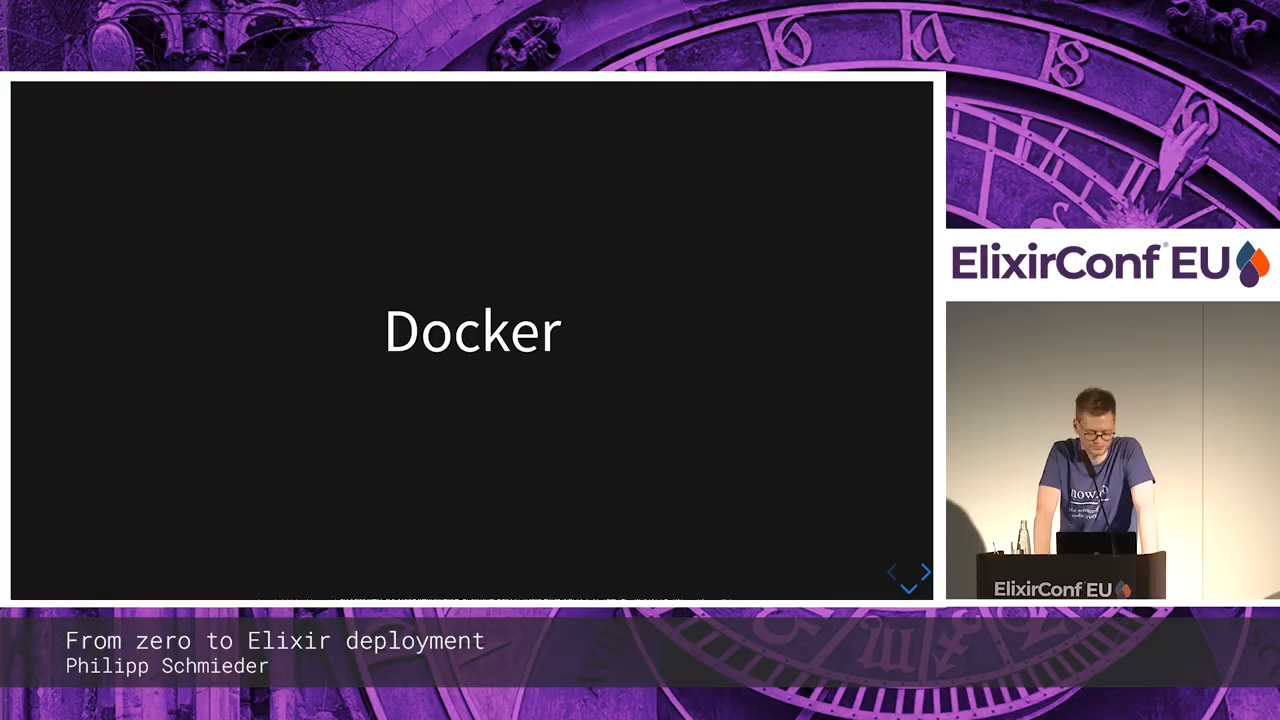 Docker
ElixirConf® EU
ElixirConf EU
From zero to Elixir deployment
Philipp Schmieder